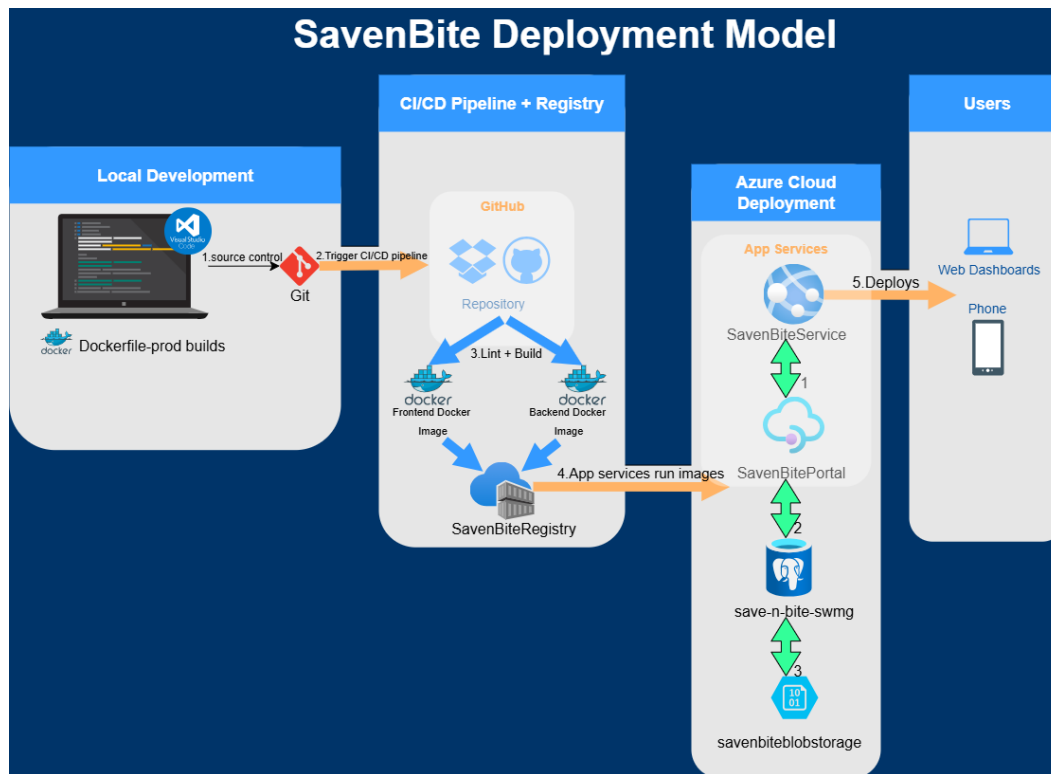 SavenBite Deployment Model
Local Development
Visual Studio
Code
1.source control
Git
docker
Dockerfile-prod builds
2.Trigger CI/CD pipeline
CI/CD Pipeline + Registry
GitHub
Repository
3.Lint + Build
docker
Frontend Docker
Image
docker
Backend Docker
Image
SavenBiteRegistry
4.App services run images
Azure Cloud
Deployment
App Services
SavenBiteService
1
SavenBitePortal
2
save-n-bite-swmg
3
10
01
savenbiteblobstorage
5.Deploys
Users
Web Dashboards
Phone